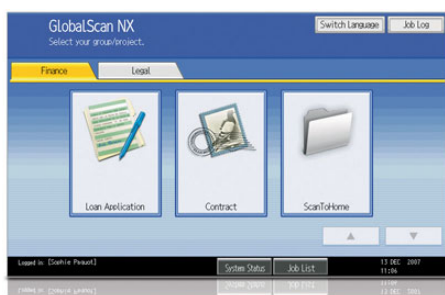 GlobalScan NX
Select your group/project.
Switch Language
Job Log
Finance
Legal
Loan Application
Contract
ScanToHome
Logged in [Sophie Pequot]
System Status
Job List
13 DEC 2007
11:06